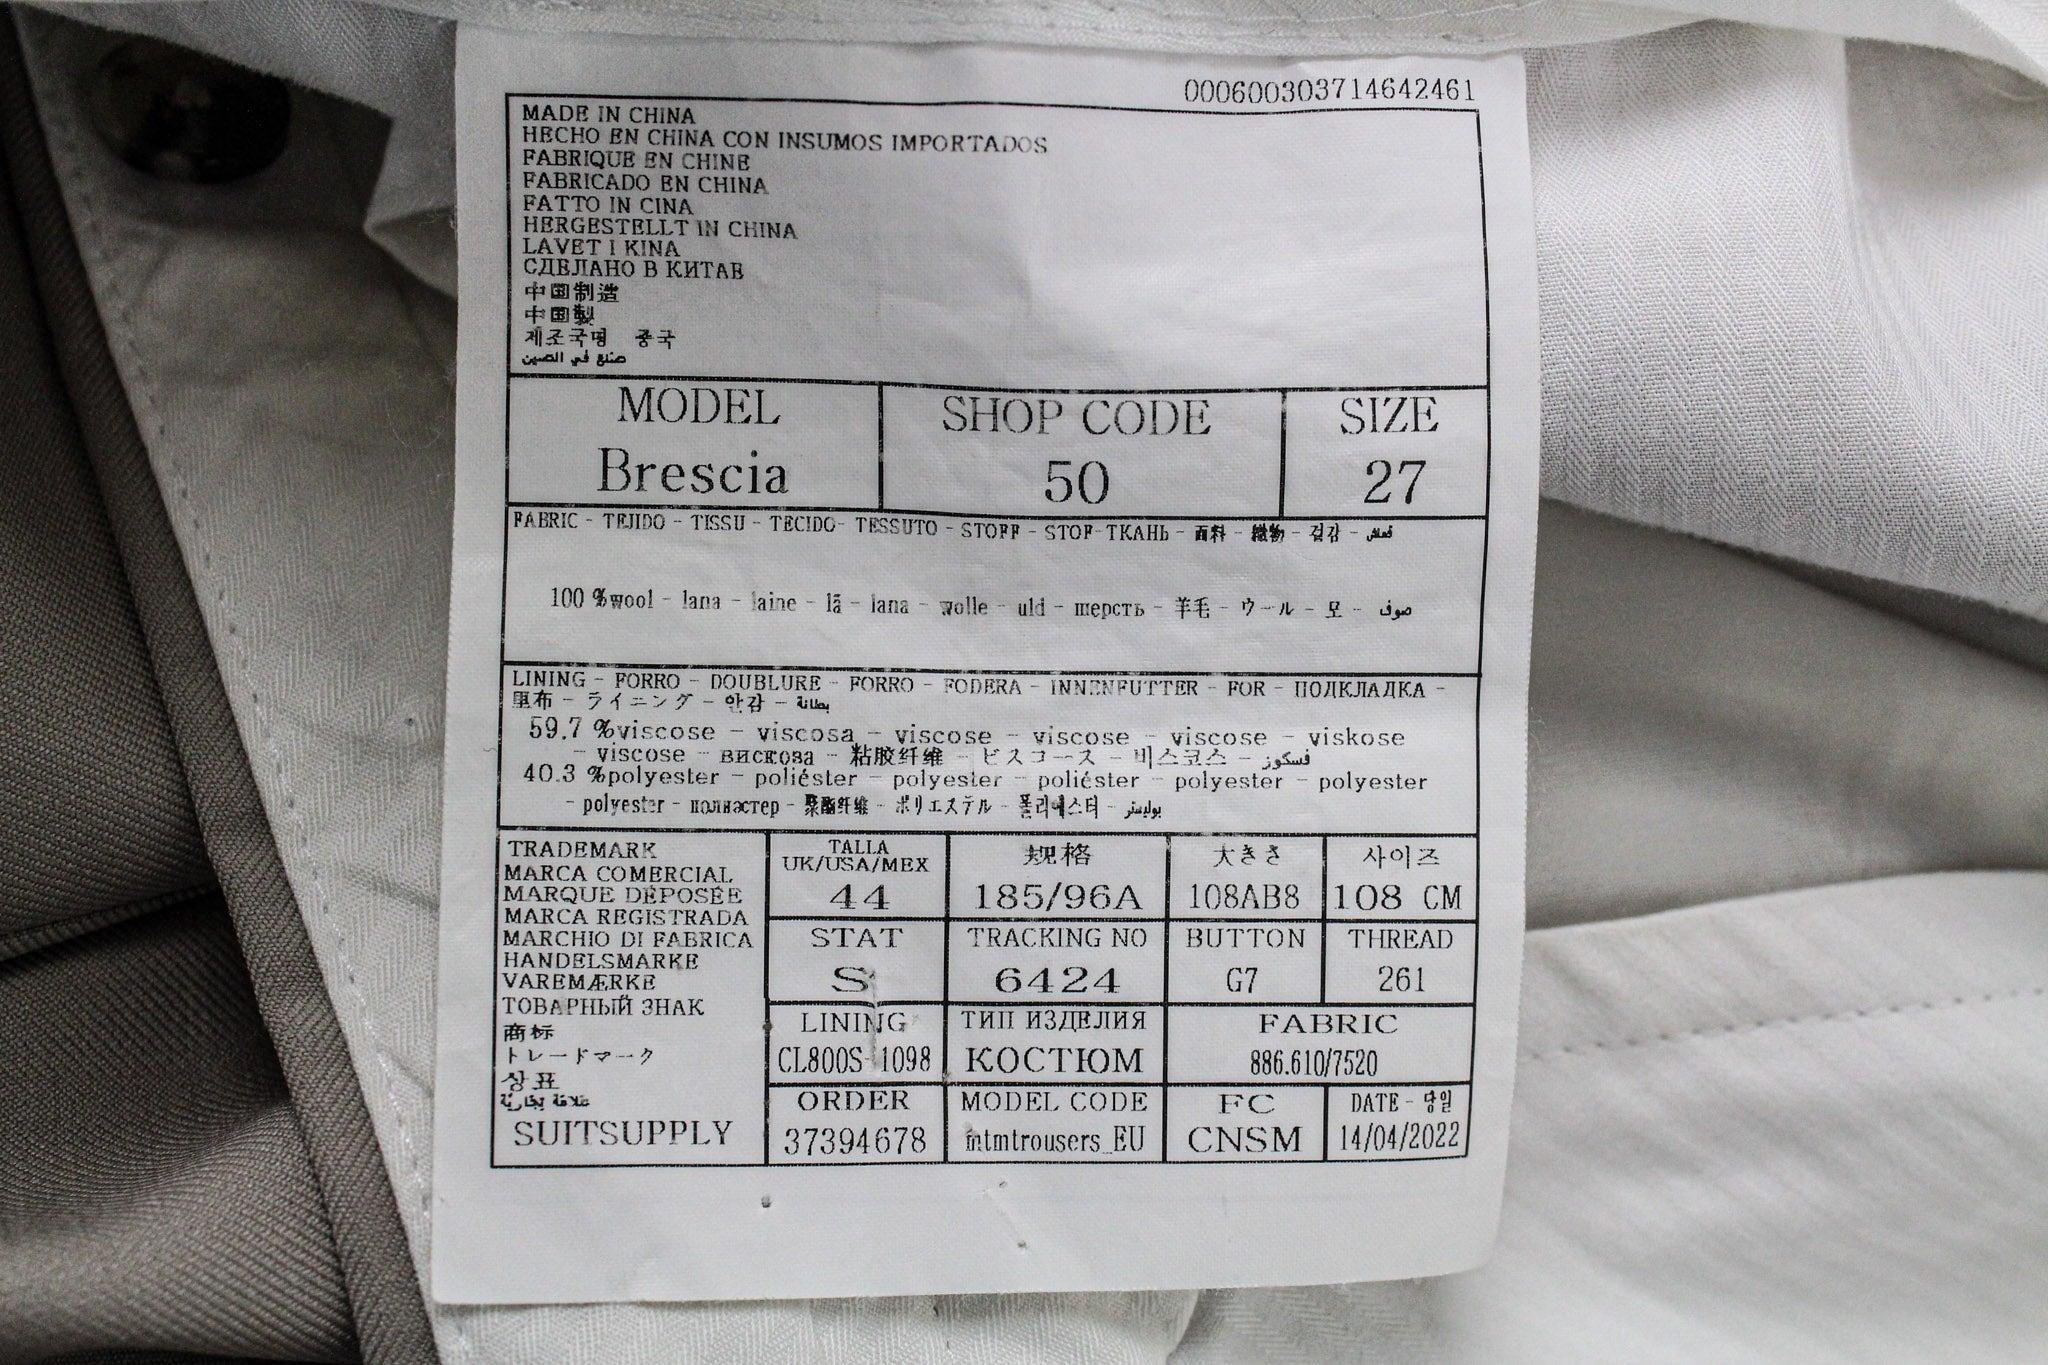 000600303714642461
MADE IN CHINA
HECHO EN CHINA CON INSUMOS IMPORTADOS
FABRIQUE EN CHINE
FABRICADO EN CHINA
FATTO IN CINA
HERGESTELLT IN CHINA
LAVET I KINA
СДЕЛАНО В КИТАЕ
中国制造
中国製
제조국명 중국
صنع في الصين
MODEL SHOP CODE SIZE
Brescia 50 27
FABRIC - TEJIDO - TISSU - TECIDO- TESSUTO - STOFF - STOF-ТКАНЬ - 面料 - 織物 - 겉감 - قماش
100 %wool - lana - laine - lã - lana - wolle - uld - шерсть - 羊毛 - ウール - 모 - صوف
LINING - FORRO - DOUBLURE - FORRO - FODERA - INNENFUTTER - FOR - ПОДКЛАДКА -
里布 - ライニング - 안감 - بطانة
59.7 %viscose - viscosa - viscose - viscose - viscose - viskose
- viscose - вискоза - 粘胶纤维 - ビスコース - 비스코스 - فسكوز
40.3 %polyester - poliéster - polyester - poliéster - polyester - polyester
- polyester - полиэстер - 聚酯纤维 - ポリエステル - 폴리에스터 - بوليستر
TRADEMARK
MARCA COMERCIAL
MARQUE DÉPOSÉE
MARCA REGISTRADA
MARCHIO DI FABRICA
HANDELSMARKE
VAREMÆRKE
ТОВАРНЫЙ ЗНАК
商标
トレードマーク
상표
علامة تجارية
SUITSUPPLY
TALLA
UK/USA/MEX 规格 大きさ 사이즈
44 185/96A 108AB8 108 CM
STAT TRACKING NO BUTTON THREAD
S 6424 G7 261
LINING ТИП ИЗДЕЛИЯ FABRIC
CL800S-1098 КОСТЮМ 886.610/7520
ORDER MODEL CODE FC DATE - 당일
37394678 mtmtrousers_EU CNSM 14/04/2022